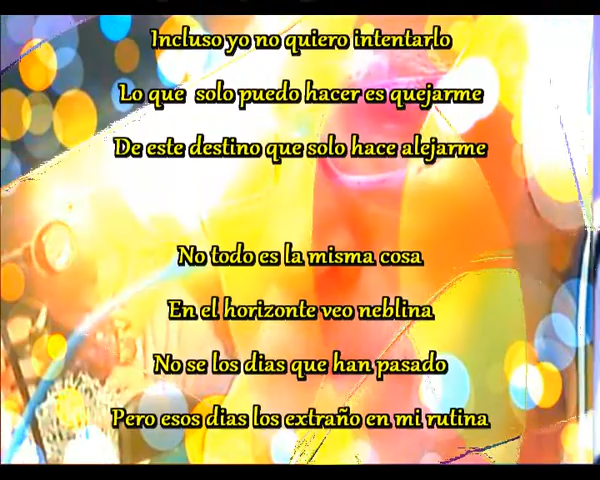 Incluso yo no quiero intentarlo
Lo que solo puedo hacer es quejarme
De este destino que solo hace alejarme
No todo es la misma cosa
En el horizonte veo neblina
No se los dias que han pasado
Pero esos dias los extraño en mi rutina